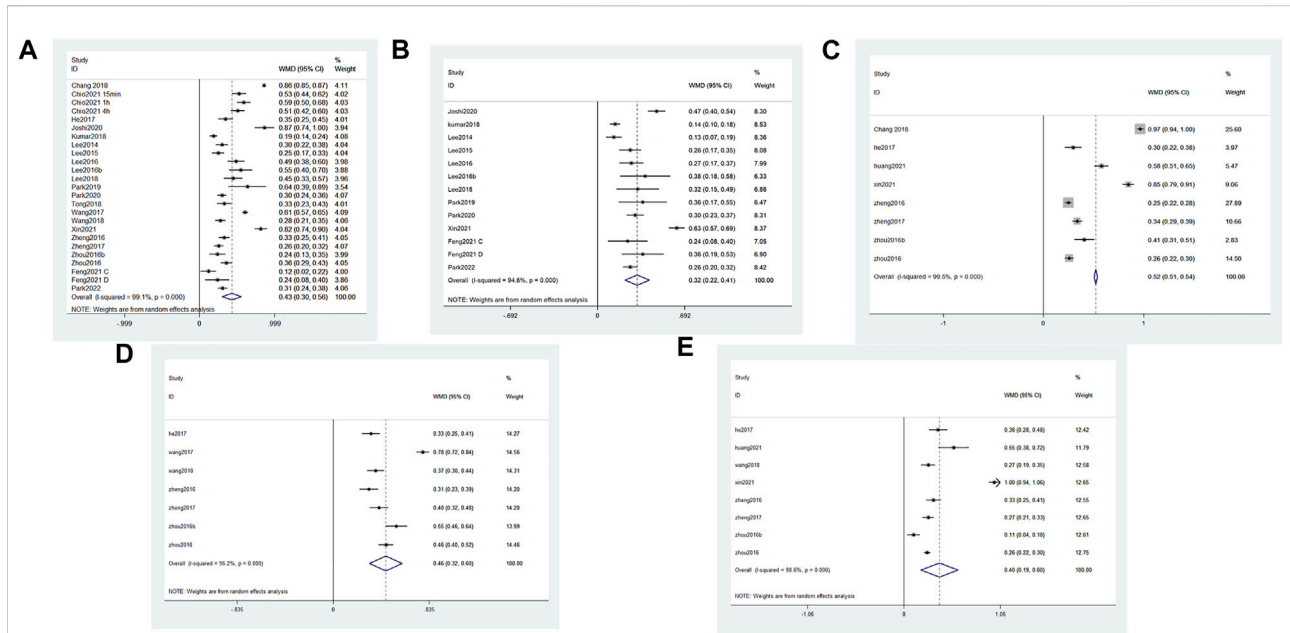 A
Study %
ID WMD (95% CI) Weight
Chang 2018 0.86 (0.85, 0.87) 4.11
Chio2021 15min 0.53 (0.44, 0.62) 4.02
Chio2021 1h 0.59 (0.50, 0.68) 4.03
Chio2021 4h 0.51 (0.42, 0.60) 4.03
He2017 0.35 (0.25, 0.45) 4.01
Joshi2020 0.87 (0.74, 1.00) 3.94
Kumar2018 0.19 (0.14, 0.24) 4.08
Lee2014 0.30 (0.22, 0.38) 4.04
Lee2015 0.25 (0.17, 0.33) 4.04
Lee2016 0.49 (0.38, 0.60) 3.98
Lee2016b 0.55 (0.40, 0.70) 3.88
Lee2018 0.45 (0.33, 0.57) 3.96
Park2019 0.64 (0.39, 0.89) 3.54
Park2020 0.30 (0.24, 0.36) 4.07
Tong2018 0.33 (0.23, 0.43) 4.01
Wang2017 0.61 (0.57, 0.65) 4.09
Wang2018 0.28 (0.21, 0.35) 4.06
Xin2021 0.82 (0.74, 0.90) 4.04
Zheng2016 0.33 (0.25, 0.41) 4.05
Zheng2017 0.26 (0.20, 0.32) 4.07
Zhou2016b 0.24 (0.13, 0.35) 3.99
Zhou2016 0.36 (0.29, 0.43) 4.06
Feng2021 C 0.12 (0.02, 0.22) 4.00
Feng2021 D 0.24 (0.08, 0.40) 3.86
Park2022 0.31 (0.24, 0.38) 4.06
Overall (I-squared = 99.1%, p = 0.000) 0.43 (0.30, 0.56) 100.00
NOTE: Weights are from random effects analysis
-.999 0 .999
B
Study %
ID WMD (95% CI) Weight
Joshi2020 0.47 (0.40, 0.54) 8.30
kumar2018 0.14 (0.10, 0.18) 8.53
Lee2014 0.13 (0.07, 0.19) 8.36
Lee2015 0.26 (0.17, 0.35) 8.08
Lee2016 0.27 (0.17, 0.37) 7.99
Lee2016b 0.38 (0.18, 0.58) 6.33
Lee2018 0.32 (0.15, 0.49) 6.88
Park2019 0.36 (0.17, 0.55) 6.47
Park2020 0.30 (0.23, 0.37) 8.31
Xin2021 0.63 (0.57, 0.69) 8.37
Feng2021 C 0.24 (0.08, 0.40) 7.05
Feng2021 D 0.36 (0.19, 0.53) 6.90
Park2022 0.26 (0.20, 0.32) 8.42
Overall (I-squared = 94.6%, p = 0.000) 0.32 (0.22, 0.41) 100.00
NOTE: Weights are from random effects analysis
-.692 0 .692
C
Study %
ID WMD (95% CI) Weight
Chang 2018 0.97 (0.94, 1.00) 25.60
he2017 0.30 (0.22, 0.38) 3.97
huang2021 0.58 (0.51, 0.65) 5.47
xin2021 0.85 (0.79, 0.91) 9.06
zheng2016 0.25 (0.22, 0.28) 27.89
zheng2017 0.34 (0.29, 0.39) 10.66
zhou2016b 0.41 (0.31, 0.51) 2.83
zhou2016 0.26 (0.22, 0.30) 14.50
Overall (I-squared = 99.6%, p = 0.000) 0.52 (0.51, 0.54) 100.00
-1 0 1
D
Study %
ID WMD (95% CI) Weight
he2017 0.33 (0.25, 0.41) 14.27
wang2017 0.78 (0.72, 0.84) 14.56
wang2018 0.37 (0.30, 0.44) 14.31
zheng2016 0.31 (0.23, 0.39) 14.20
zheng2017 0.40 (0.32, 0.48) 14.20
zhou2016b 0.55 (0.46, 0.64) 13.99
zhou2016 0.46 (0.40, 0.52) 14.46
Overall (I-squared = 96.2%, p = 0.000) 0.46 (0.32, 0.60) 100.00
NOTE: Weights are from random effects analysis
-.835 0 .835
E
Study %
ID WMD (95% CI) Weight
he2017 0.38 (0.28, 0.48) 12.42
huang2021 0.55 (0.38, 0.72) 11.79
wang2018 0.27 (0.19, 0.35) 12.58
xin2021 1.00 (0.94, 1.06) 12.65
zheng2016 0.33 (0.25, 0.41) 12.55
zheng2017 0.27 (0.21, 0.33) 12.65
zhou2016b 0.11 (0.04, 0.18) 12.61
zhou2016 0.26 (0.22, 0.30) 12.75
Overall (I-squared = 98.6%, p = 0.000) 0.40 (0.19, 0.60) 100.00
NOTE: Weights are from random effects analysis
-1.06 0 1.06